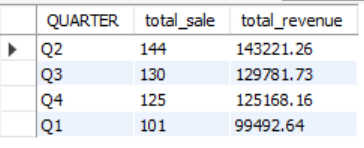 QUARTER total_sale total_revenue
Q2 144 143221.26
Q3 130 129781.73
Q4 125 125168.16
Q1 101 99492.64